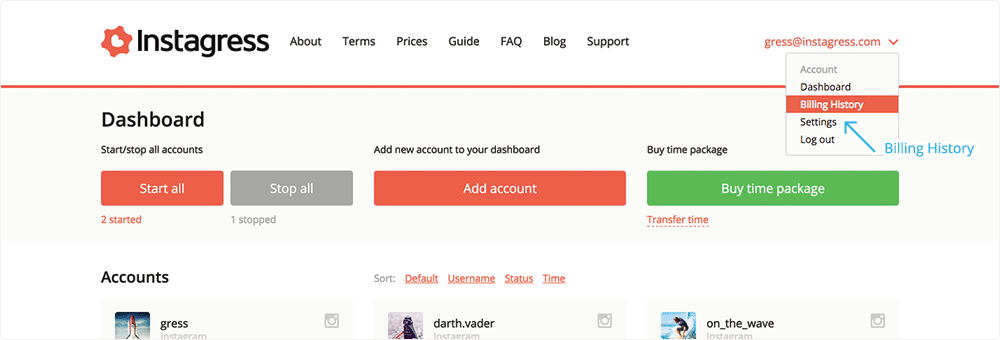 Instagress About Terms Prices Guide FAQ Blog Support gress@instagress.com
Account
Dashboard
Billing History
Settings
Log out
Billing History
Dashboard
Start/stop all accounts Add new account to your dashboard Buy time package
Start all Stop all Add account Buy time package
2 started 1 stopped Transfer time
Accounts Sort: Default Username Status Time
gress darth.vader on_the_wave
Instagram Instagram Instagram